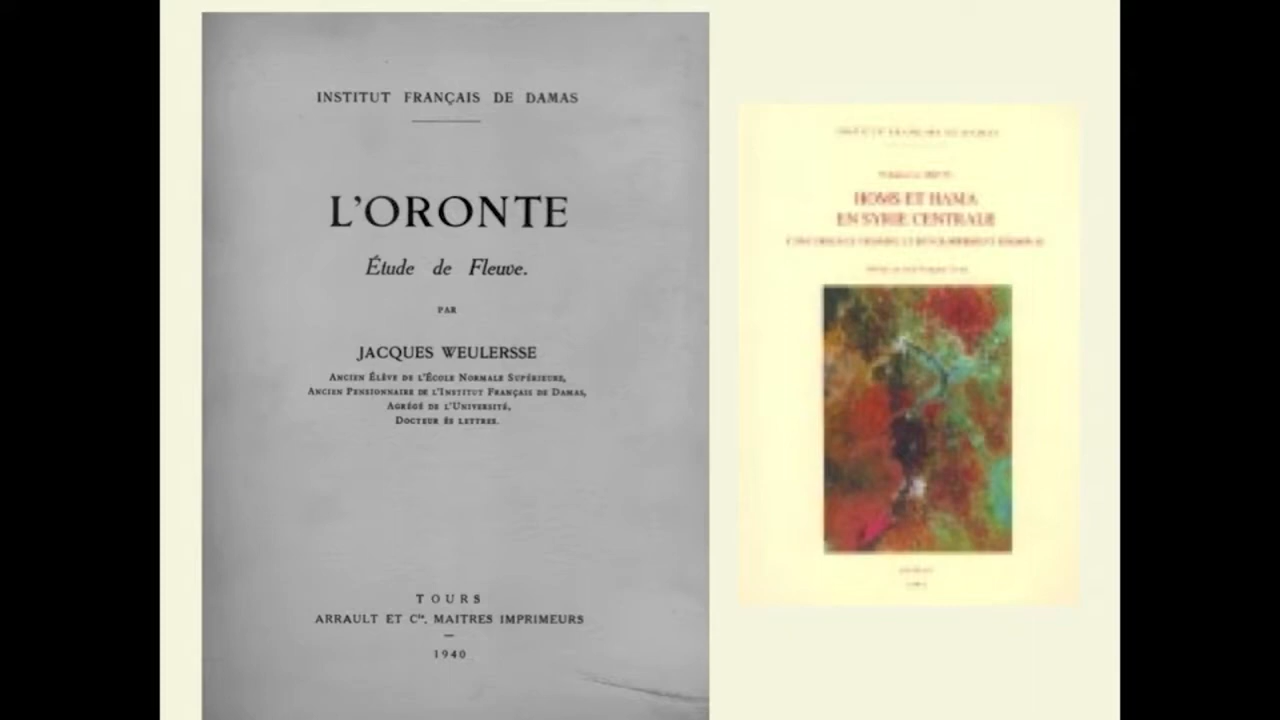 INSTITUT FRANÇAIS DE DAMAS
L'ORONTE
Étude de Fleuve.
PAR
JACQUES WEULERSSE
ANCIEN ÉLÈVE DE L'ÉCOLE NORMALE SUPÉRIEURE,
ANCIEN PENSIONNAIRE DE L'INSTITUT FRANÇAIS DE DAMAS,
AGRÉGÉ DE L'UNIVERSITÉ,
DOCTEUR ÈS LETTRES.
TOURS
ARRAULT ET Cie, MAITRES IMPRIMEURS
1940
HOMS ET HAMA
EN SYRIE CENTRALE